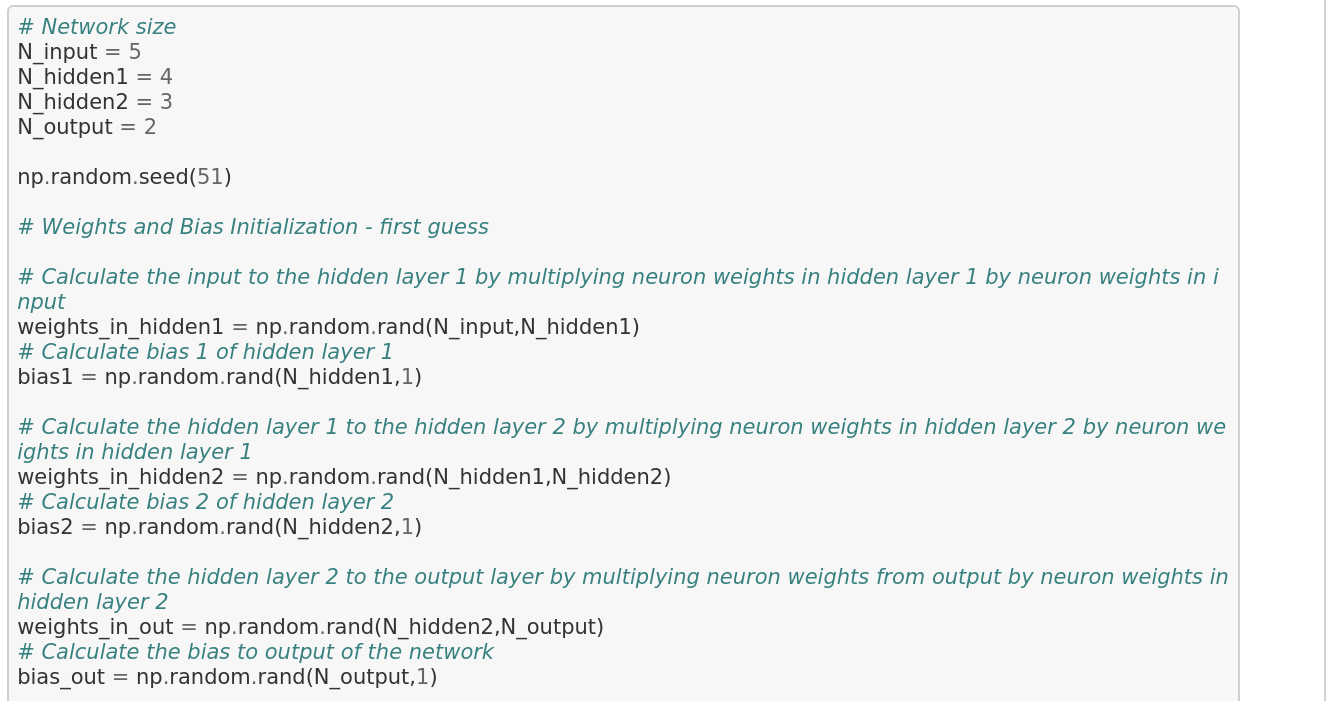 # Network size
N_input = 5
N_hidden1 = 4
N_hidden2 = 3
N_output = 2
np.random.seed(51)
# Weights and Bias Initialization - first guess
# Calculate the input to the hidden layer 1 by multiplying neuron weights in hidden layer 1 by neuron weights in i
nput
weights_in_hidden1 = np.random.rand(N_input,N_hidden1)
# Calculate bias 1 of hidden layer 1
bias1 = np.random.rand(N_hidden1,1)
# Calculate the hidden layer 1 to the hidden layer 2 by multiplying neuron weights in hidden layer 2 by neuron we
ights in hidden layer 1
weights_in_hidden2 = np.random.rand(N_hidden1,N_hidden2)
# Calculate bias 2 of hidden layer 2
bias2 = np.random.rand(N_hidden2,1)
# Calculate the hidden layer 2 to the output layer by multiplying neuron weights from output by neuron weights in
hidden layer 2
weights_in_out = np.random.rand(N_hidden2,N_output)
# Calculate the bias to output of the network
bias_out = np.random.rand(N_output,1)